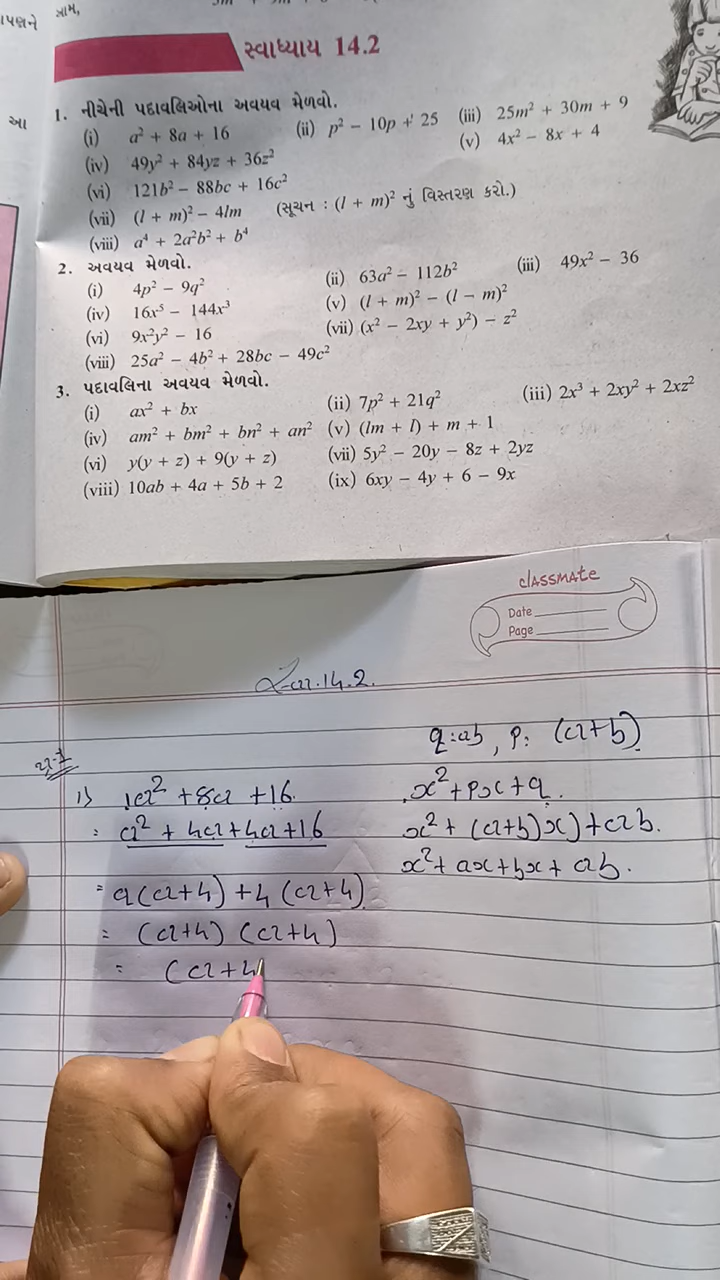 પણને
ગ્રામ,
આ
સ્વાધ્યાય 14.2
1. નીચેની પદાવલિઓના અવયવ મેળવો.
(i) a² + 8a + 16 (ii) p² – 10p + 25 (iii) 25m² + 30m + 9
(iv) 49y² + 84yz + 36z² (v) 4x² – 8x + 4
(vi) 121b² – 88bc + 16c²
(vii) (l + m)² – 4lm (સૂચન : (l + m)² નું વિસ્તરણ કરો.)
(viii) a⁴ + 2a²b² + b⁴
2. અવયવ મેળવો.
(i) 4p² – 9q² (ii) 63a² – 112b² (iii) 49x² – 36
(iv) 16x⁵ – 144x³ (v) (l + m)² – (l – m)²
(vi) 9x²y² – 16 (vii) (x² – 2xy + y²) – z²
(viii) 25a² – 4b² + 28bc – 49c²
3. પદાવલિના અવયવ મેળવો.
(i) ax² + bx (ii) 7p² + 21q² (iii) 2x³ + 2xy² + 2xz²
(iv) am² + bm² + bn² + an² (v) (lm + l) + m + 1
(vi) y(y + z) + 9(y + z) (vii) 5y² – 20y – 8z + 2yz
(viii) 10ab + 4a + 5b + 2 (ix) 6xy – 4y + 6 – 9x
classmate
Date
Page
14.2.
q:ab, p: (a+b)
1) 1a² + 8a + 16. x² + px + q.
= a² + 4a + 4a + 16 x² + (a+b)x) + ab.
x² + ax + bx + ab.
= a(a+4) + 4(a+4)
= (a+4) (a+4)
= (a+4